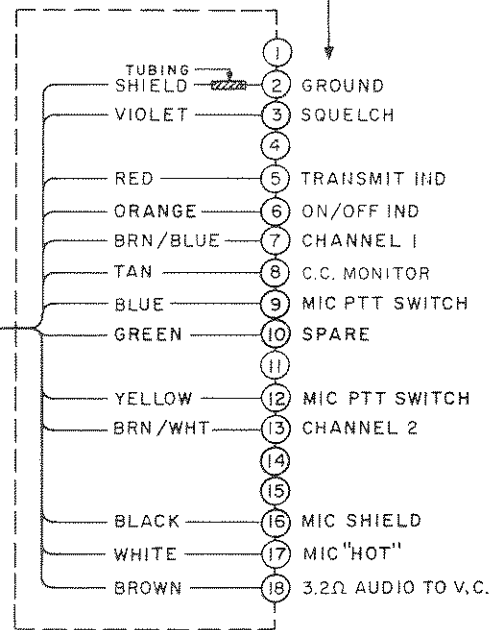 1
TUBING
SHIELD 2 GROUND
VIOLET 3 SQUELCH
4
RED 5 TRANSMIT IND
ORANGE 6 ON/OFF IND
BRN/BLUE 7 CHANNEL 1
TAN 8 C.C. MONITOR
BLUE 9 MIC PTT SWITCH
GREEN 10 SPARE
11
YELLOW 12 MIC PTT SWITCH
BRN/WHT 13 CHANNEL 2
14
15
BLACK 16 MIC SHIELD
WHITE 17 MIC "HOT"
BROWN 18 3.2Ω AUDIO TO V.C.